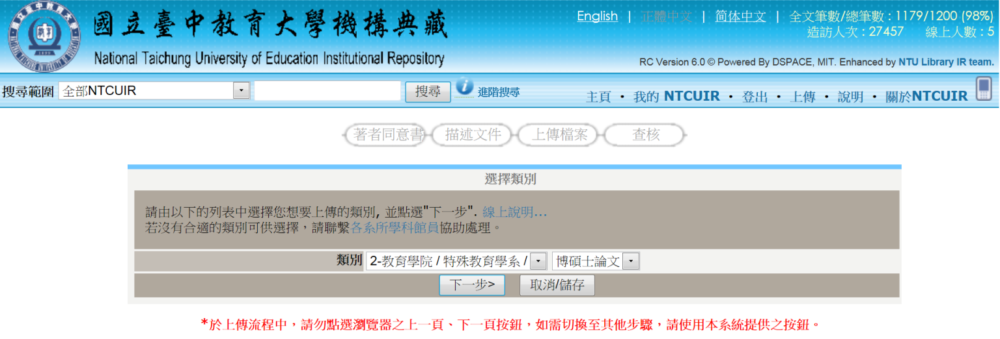 國立臺中教育大學機構典藏
National Taichung University of Education Institutional Repository
English | 正體中文 | 简体中文 | 全文筆數/總筆數 : 1179/1200 (98%)
造訪人次 : 27457 線上人數 : 5
RC Version 6.0 © Powered By DSPACE, MIT. Enhanced by NTU Library IR team.
搜尋範圍 全部NTCUIR 搜尋 i 進階搜尋
主頁 ‧ 我的 NTCUIR ‧ 登出 ‧ 上傳 ‧ 說明 ‧ 關於NTCUIR
著者同意書 描述文件 上傳檔案 查核
選擇類別
請由以下的列表中選擇您想要上傳的類別, 並點選"下一步". 線上說明...
若沒有合適的類別可供選擇，請聯繫各系所學科館員協助處理。
類別 2-教育學院 / 特殊教育學系 / 博碩士論文
下一步> 取消/儲存
*於上傳流程中，請勿點選瀏覽器之上一頁、下一頁按鈕，如需切換至其他步驟，請使用本系統提供之按鈕。